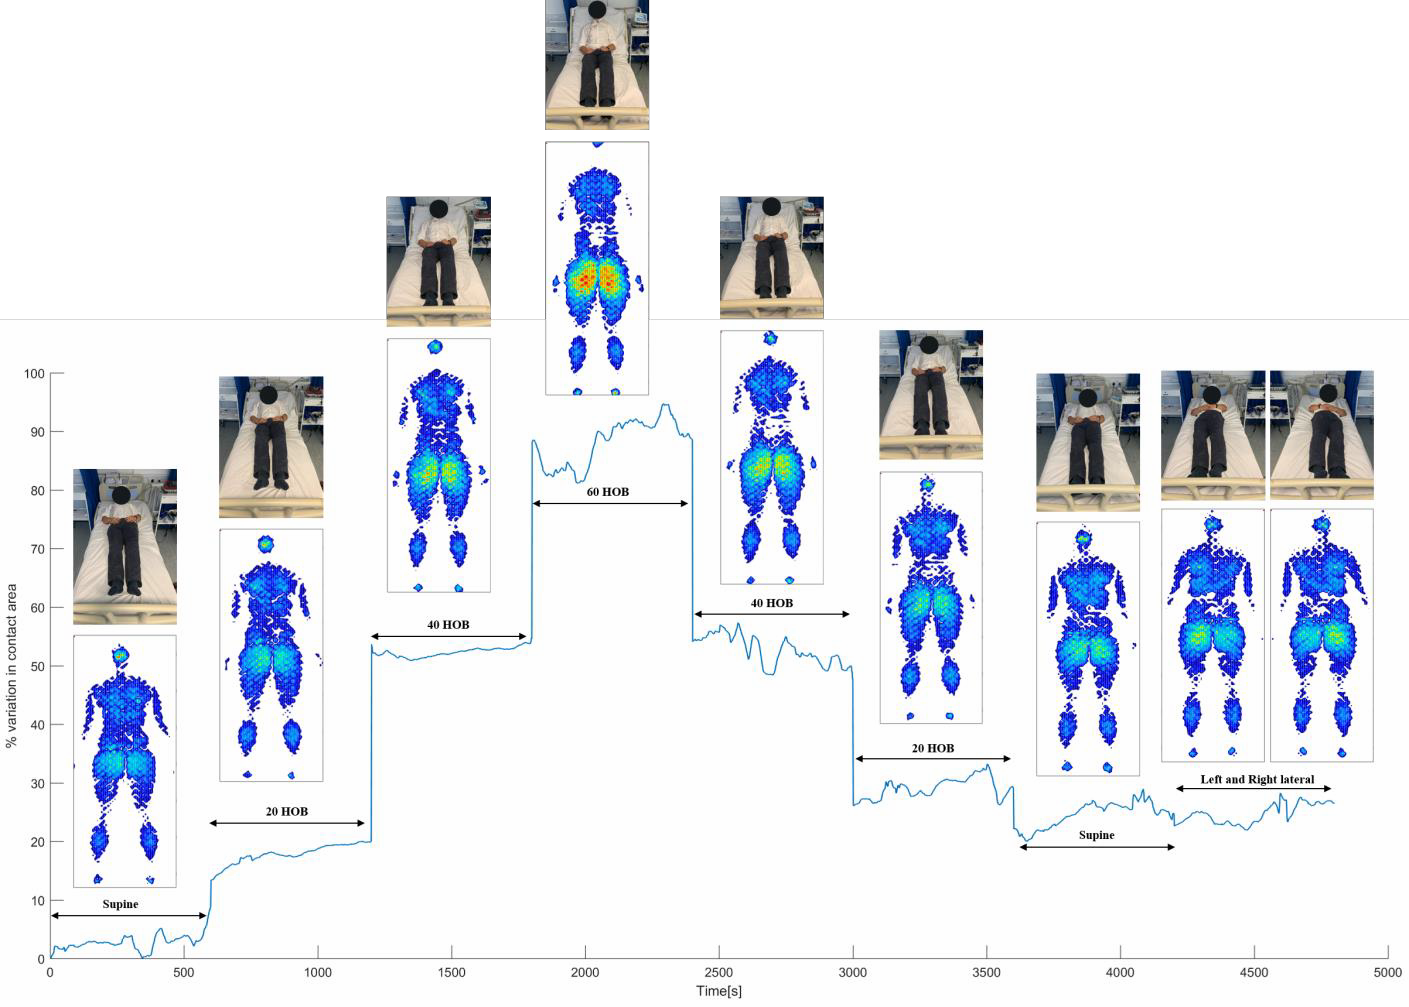 100
90
80
70
60
50
40
30
20
10
0
% variation in contact area
Supine
20 HOB
40 HOB
60 HOB
40 HOB
20 HOB
Supine
Left and Right lateral
0 500 1000 1500 2000 2500 3000 3500 4000 4500 5000
Time[s]